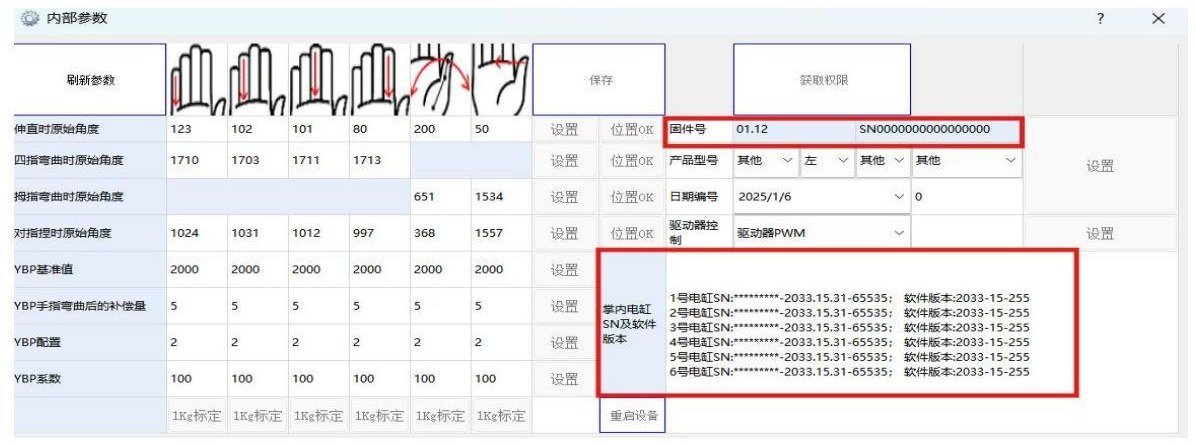 内部参数 ? ×
刷新参数 保存 获取权限
伸直时原始角度 123 102 101 80 200 50 设置 位置OK 固件号 01.12 SN0000000000000000
四指弯曲时原始角度 1710 1703 1711 1713 设置 位置OK 产品型号 其他 左 其他 其他 设置
拇指弯曲时原始角度 651 1534 设置 位置OK 日期编号 2025/1/6 0
对指捏时原始角度 1024 1031 1012 997 368 1557 设置 位置OK 驱动器控制 驱动器PWM 设置
YBP基准值 2000 2000 2000 2000 2000 2000 设置
YBP手指弯曲后的补偿量 5 5 5 5 5 5 设置
YBP配置 2 2 2 2 2 2 设置
YBP系数 100 100 100 100 100 100 设置
掌内电缸
SN及软件
版本
1号电缸SN:*********-2033.15.31-65535; 软件版本:2033-15-255
2号电缸SN:*********-2033.15.31-65535; 软件版本:2033-15-255
3号电缸SN:*********-2033.15.31-65535; 软件版本:2033-15-255
4号电缸SN:*********-2033.15.31-65535; 软件版本:2033-15-255
5号电缸SN:*********-2033.15.31-65535; 软件版本:2033-15-255
6号电缸SN:*********-2033.15.31-65535; 软件版本:2033-15-255
1Kg标定 1Kg标定 1Kg标定 1Kg标定 1Kg标定 1Kg标定 重启设备